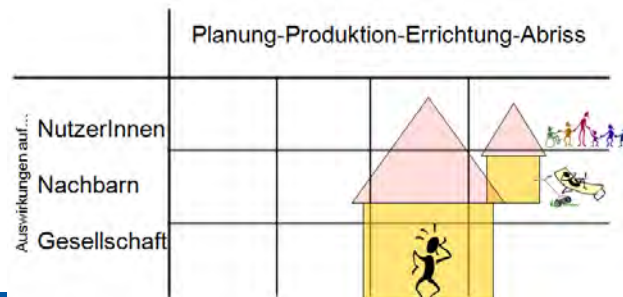 Planung-Produktion-Errichtung-Abriss
Auswirkungen auf...
NutzerInnen
Nachbarn
Gesellschaft